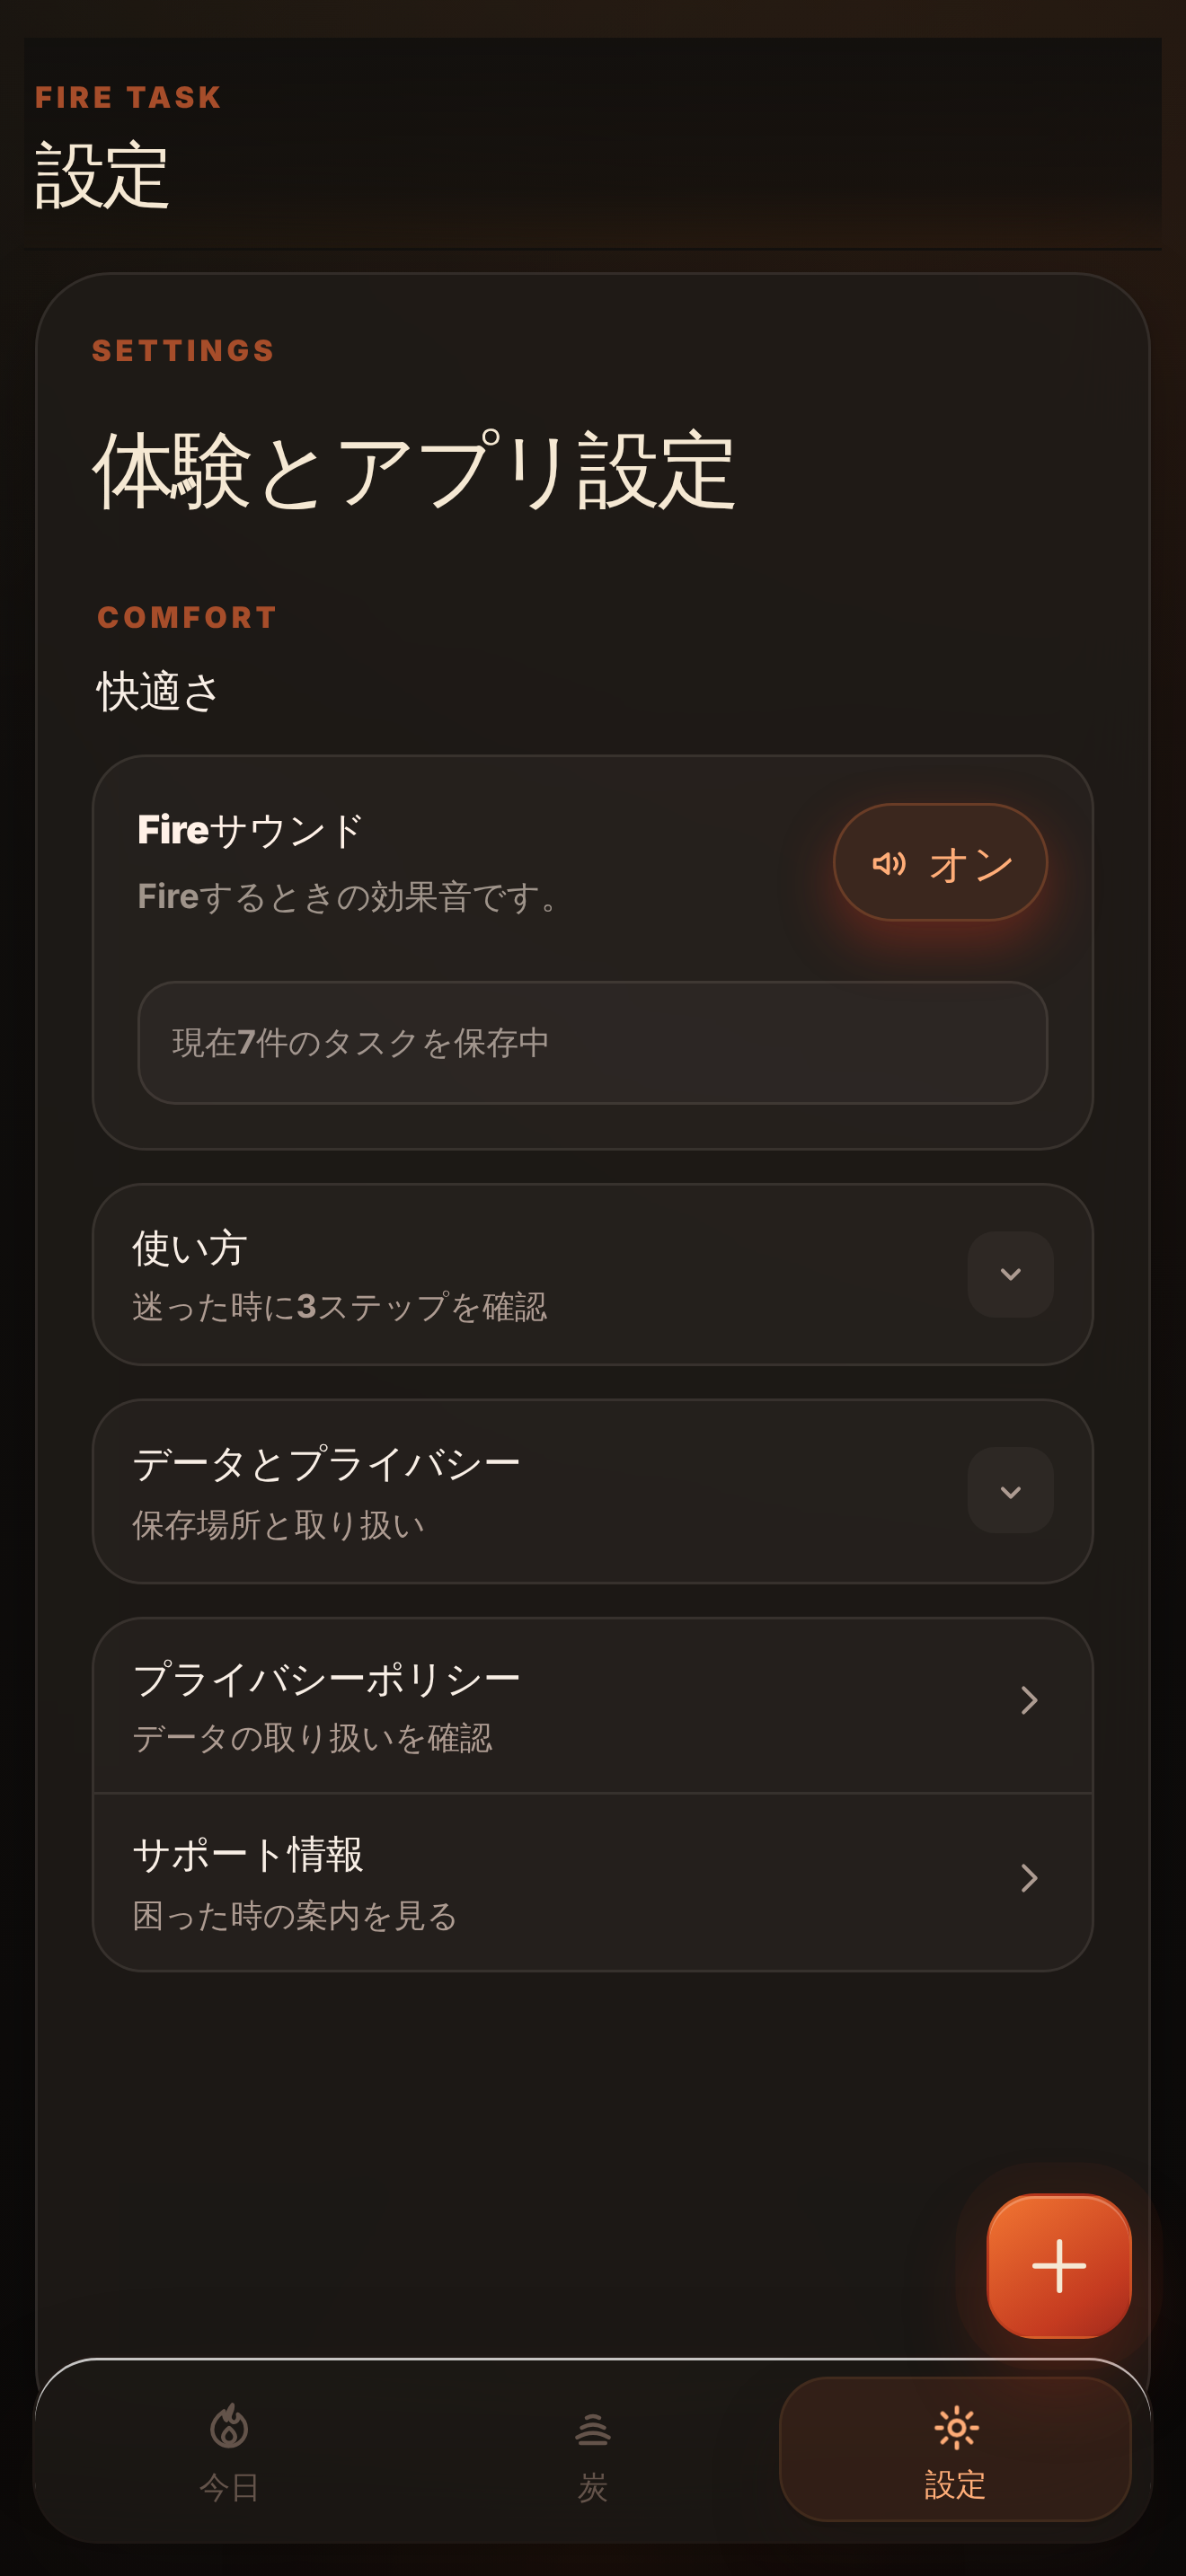 FIRE TASK
設定
SETTINGS
体験とアプリ設定
COMFORT
快適さ
Fireサウンド
Fireするときの効果音です。
オン
現在7件のタスクを保存中
使い方
迷った時に3ステップを確認
データとプライバシー
保存場所と取り扱い
プライバシーポリシー
データの取り扱いを確認
サポート情報
困った時の案内を見る
今日
炭
設定